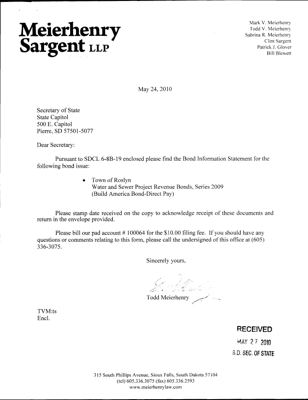 Meierhenry
Sargent LLP
Mark V. Meierhenry
Todd V. Meierhenry
Sabrina R. Meierhenry
Clint Sargent
Patrick J. Glover
Bill Blewett
May 24, 2010
Secretary of State
State Capitol
500 E. Capitol
Pierre, SD 57501-5077
Dear Secretary:
Pursuant to SDCL 6-8B-19 enclosed please find the Bond Information Statement for the
following bond issue:
• Town of Roslyn
Water and Sewer Project Revenue Bonds, Series 2009
(Build America Bond-Direct Pay)
Please stamp date received on the copy to acknowledge receipt of these documents and
return in the envelope provided.
Please bill our pad account # 100064 for the $10.00 filing fee. If you should have any
questions or comments relating to this form, please call the undersigned of this office at (605)
336-3075.
Sincerely yours,
Todd Meierhenry
TVM:ts
Encl.
RECEIVED
MAY 27 2010
S.D. SEC. OF STATE
315 South Phillips Avenue, Sioux Falls, South Dakota 57104
(tel) 605.336.3075 (fax) 605.336.2593
www.meierhenrylaw.com